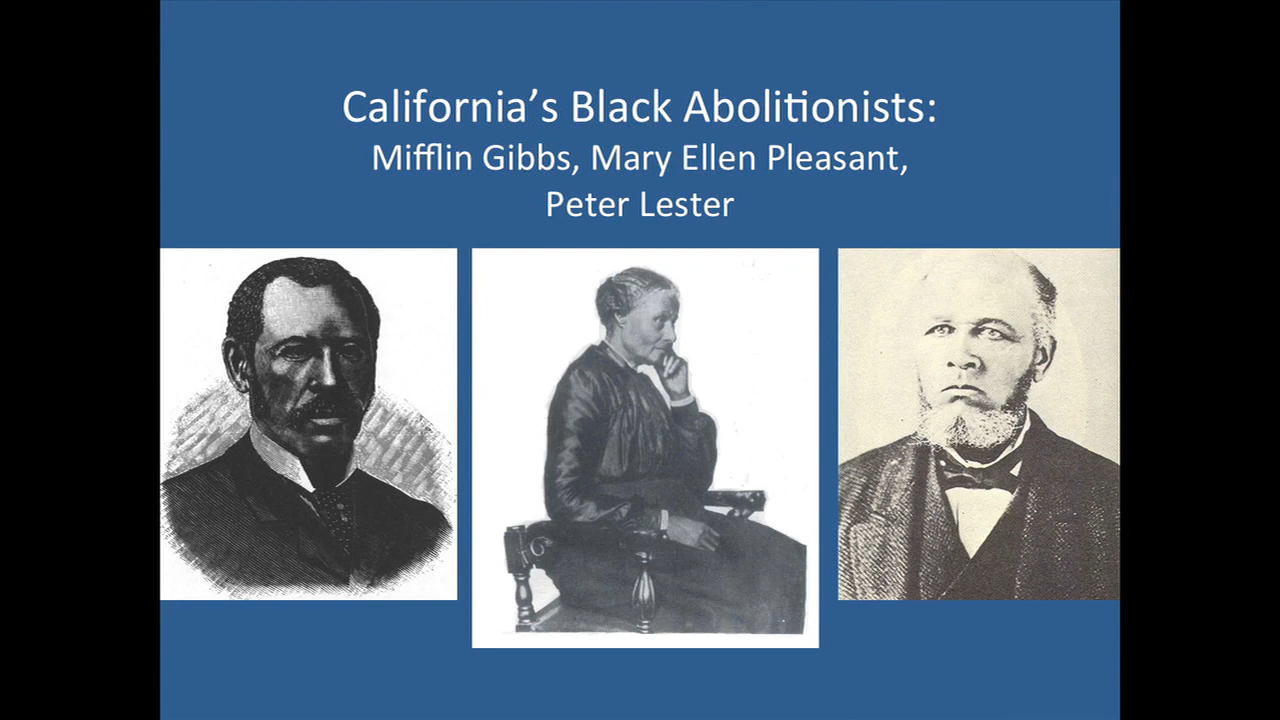 California’s Black Abolitionists:
Mifflin Gibbs, Mary Ellen Pleasant,
Peter Lester